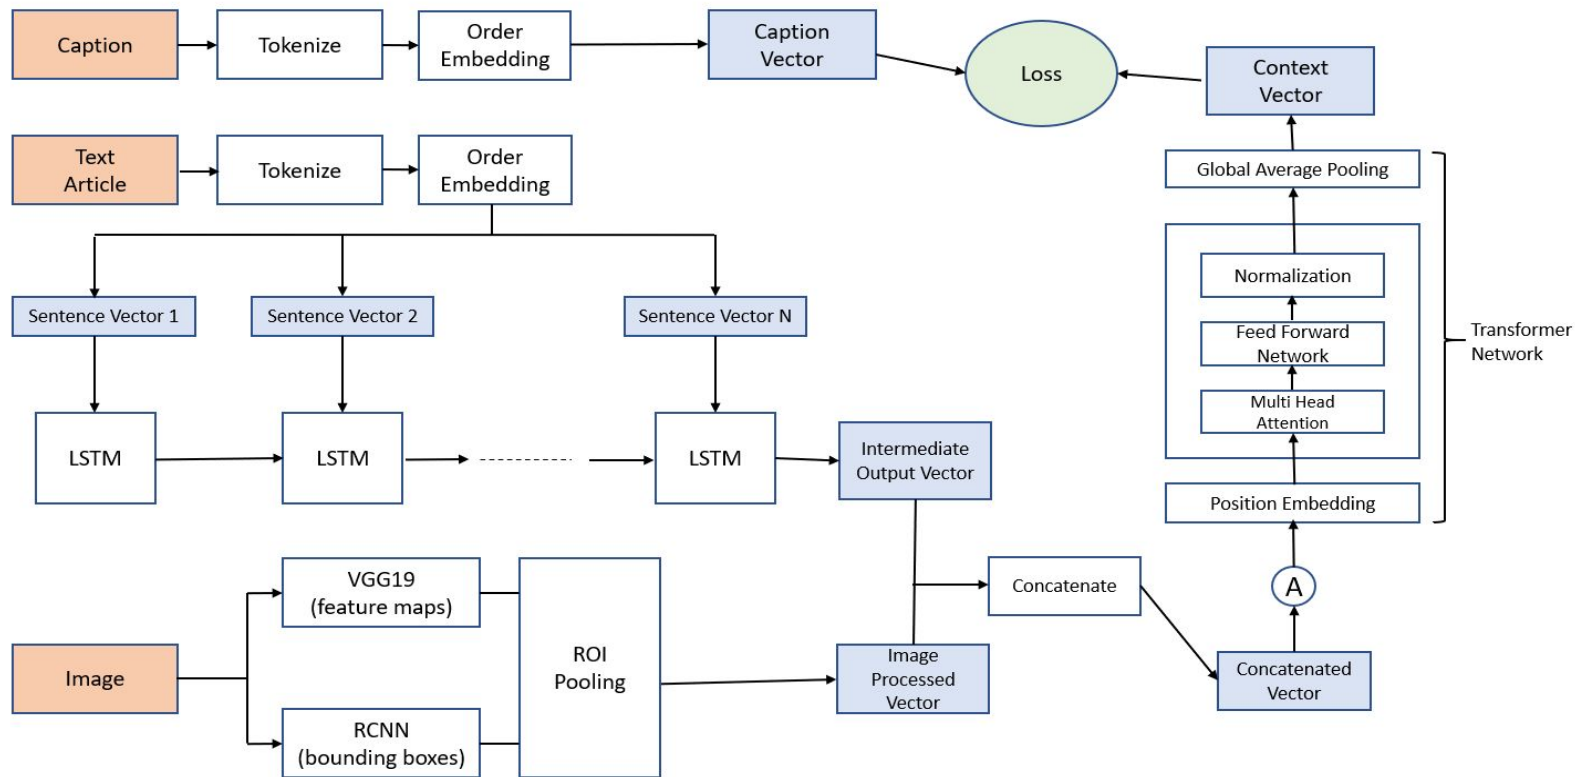 Caption
Tokenize
Order
Embedding
Caption
Vector
Loss
Context
Vector
Text
Article
Tokenize
Order
Embedding
Global Average Pooling
Sentence Vector 1
Sentence Vector 2
Sentence Vector N
Normalization
Feed Forward
Network
Multi Head
Attention
Transformer
Network
LSTM
LSTM
LSTM
Intermediate
Output Vector
Position Embedding
VGG19
(feature maps)
Concatenate
A
Image
ROI
Pooling
Image
Processed
Vector
Concatenated
Vector
RCNN
(bounding boxes)